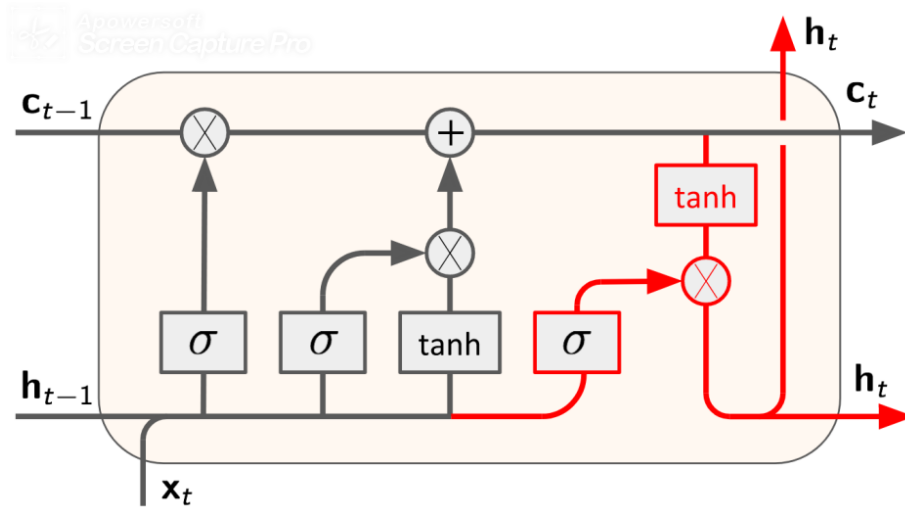 Apowersoft
Screen Capture Pro
h_t
c_{t−1}
c_t
×
+
tanh
×
×
σ
σ
tanh
σ
h_{t−1}
h_t
x_t